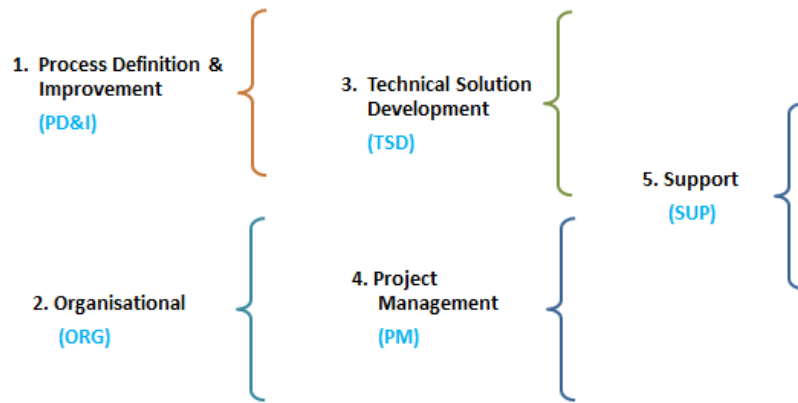 1. Process Definition &
Improvement
(PD&I)
2. Organisational
(ORG)
3. Technical Solution
Development
(TSD)
4. Project
Management
(PM)
5. Support
(SUP)